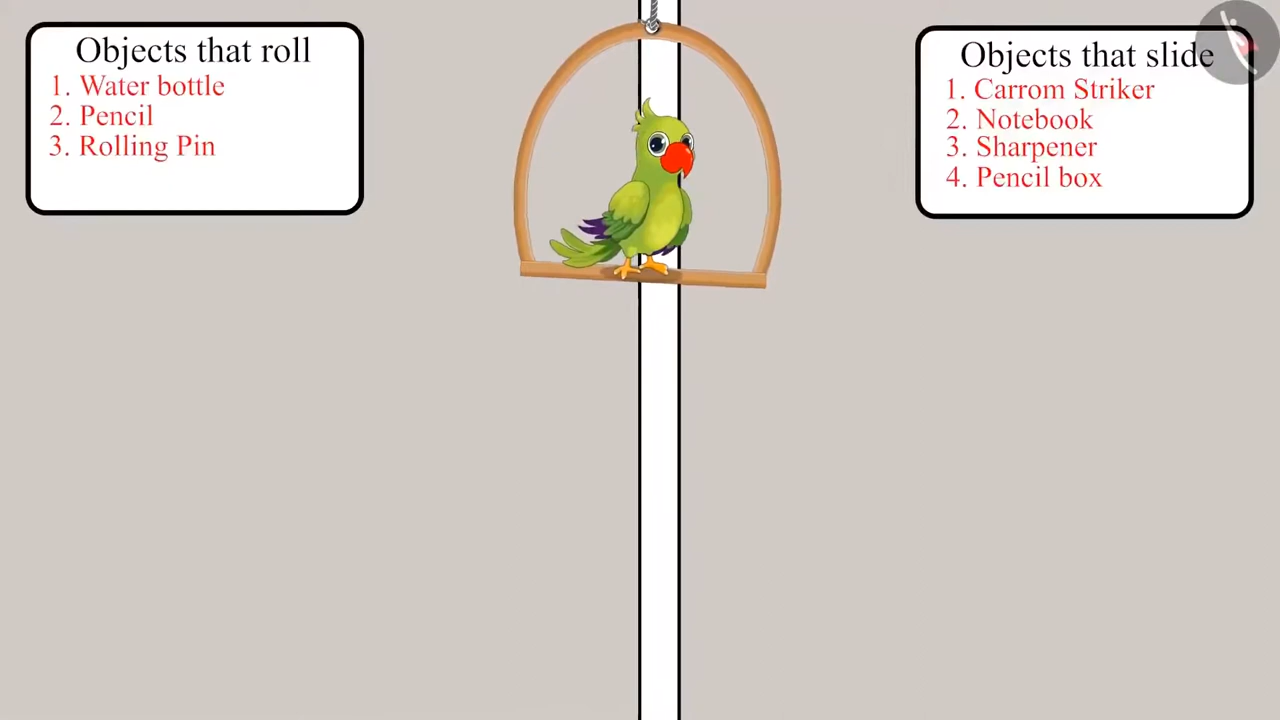 Objects that roll
1. Water bottle
2. Pencil
3. Rolling Pin
Objects that slide
1. Carrom Striker
2. Notebook
3. Sharpener
4. Pencil box